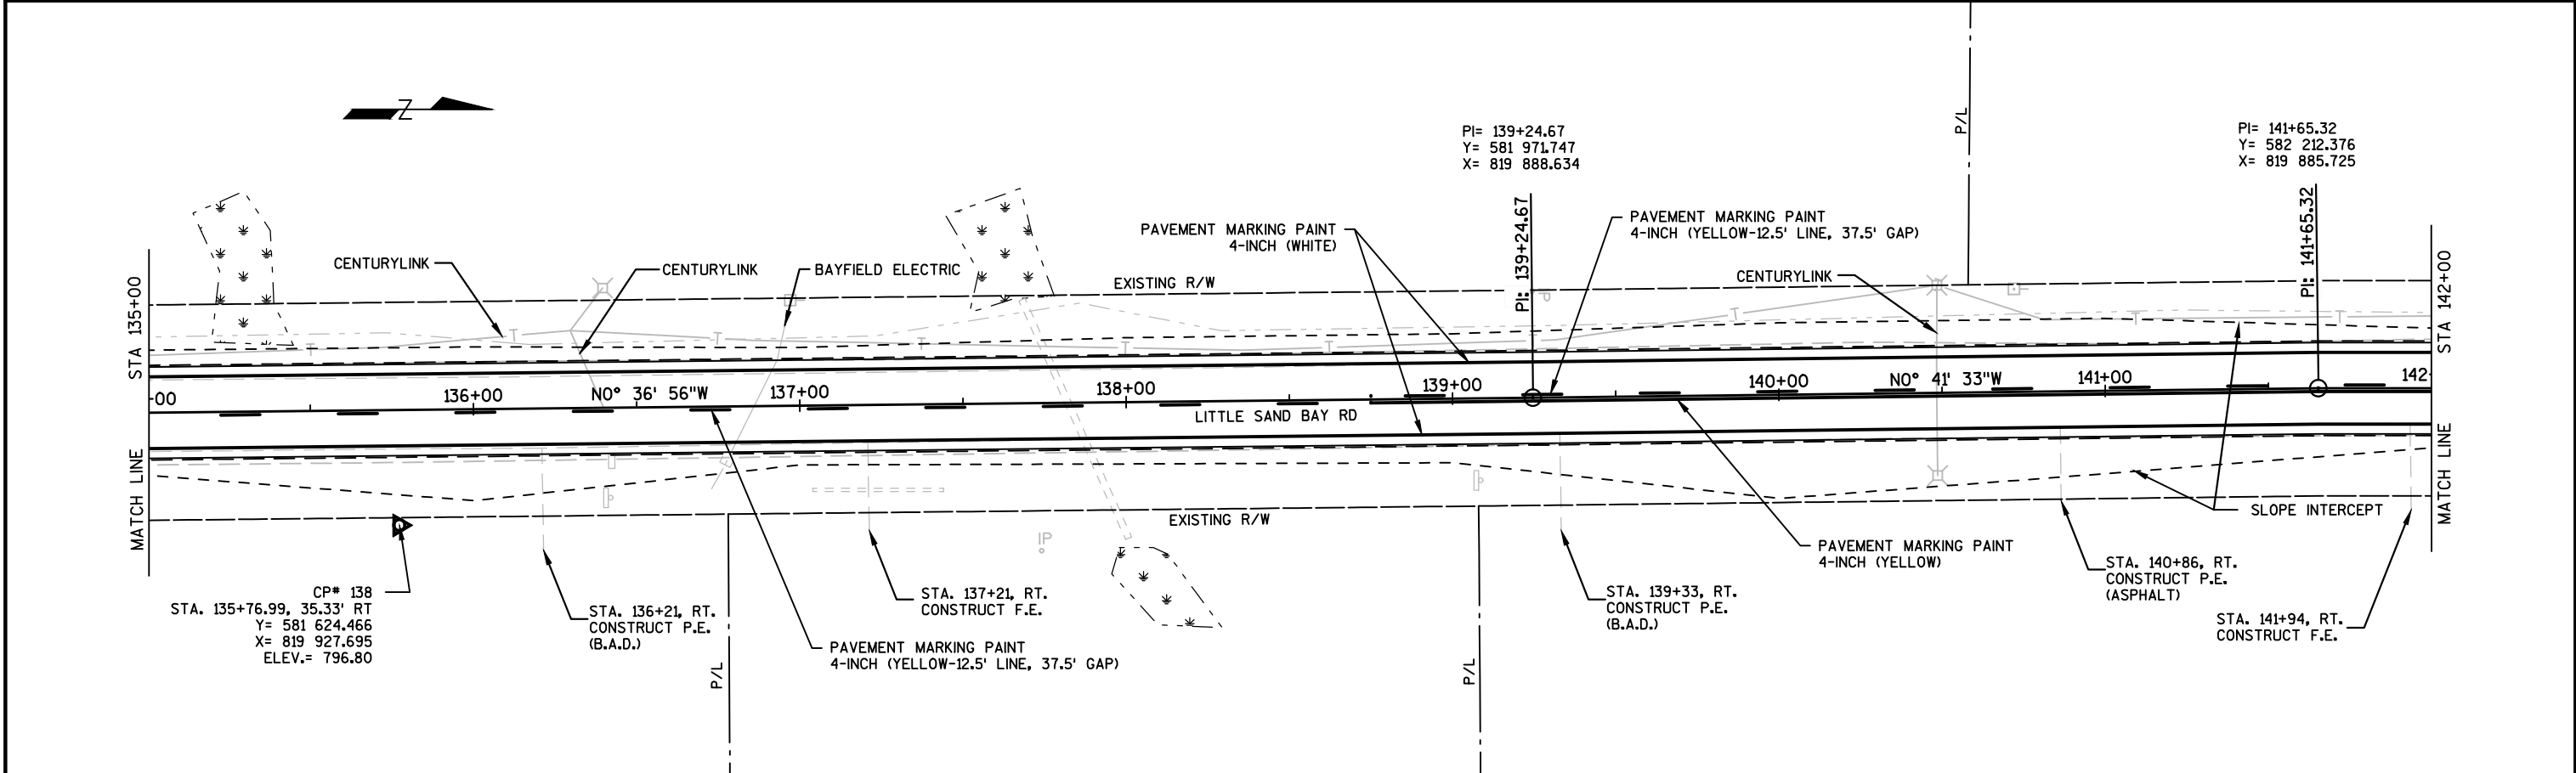 Z
PI= 139+24.67
Y= 581 971.747
X= 819 888.634
PI= 141+65.32
Y= 582 212.376
X= 819 885.725
P/L
PI: 139+24.67
PI: 141+65.32
PAVEMENT MARKING PAINT
4-INCH (WHITE)
PAVEMENT MARKING PAINT
4-INCH (YELLOW-12.5' LINE, 37.5' GAP)
CENTURYLINK
CENTURYLINK
BAYFIELD ELECTRIC
EXISTING R/W
CENTURYLINK
STA 135+00
STA 142+00
T
T
T
T
T
T
T
T
T
P
-00
136+00
N0° 36' 56"W
137+00
138+00
139+00
140+00
N0° 41' 33"W
141+00
142
LITTLE SAND BAY RD
E
P
P
MATCH LINE
MATCH LINE
EXISTING R/W
SLOPE INTERCEPT
IP
CP# 138
STA. 135+76.99, 35.33' RT
Y= 581 624.466
X= 819 927.695
ELEV.= 796.80
STA. 136+21, RT.
CONSTRUCT P.E.
(B.A.D.)
STA. 137+21, RT.
CONSTRUCT F.E.
PAVEMENT MARKING PAINT
4-INCH (YELLOW-12.5' LINE, 37.5' GAP)
STA. 139+33, RT.
CONSTRUCT P.E.
(B.A.D.)
PAVEMENT MARKING PAINT
4-INCH (YELLOW)
STA. 140+86, RT.
CONSTRUCT P.E.
(ASPHALT)
STA. 141+94, RT.
CONSTRUCT F.E.
P/L
P/L